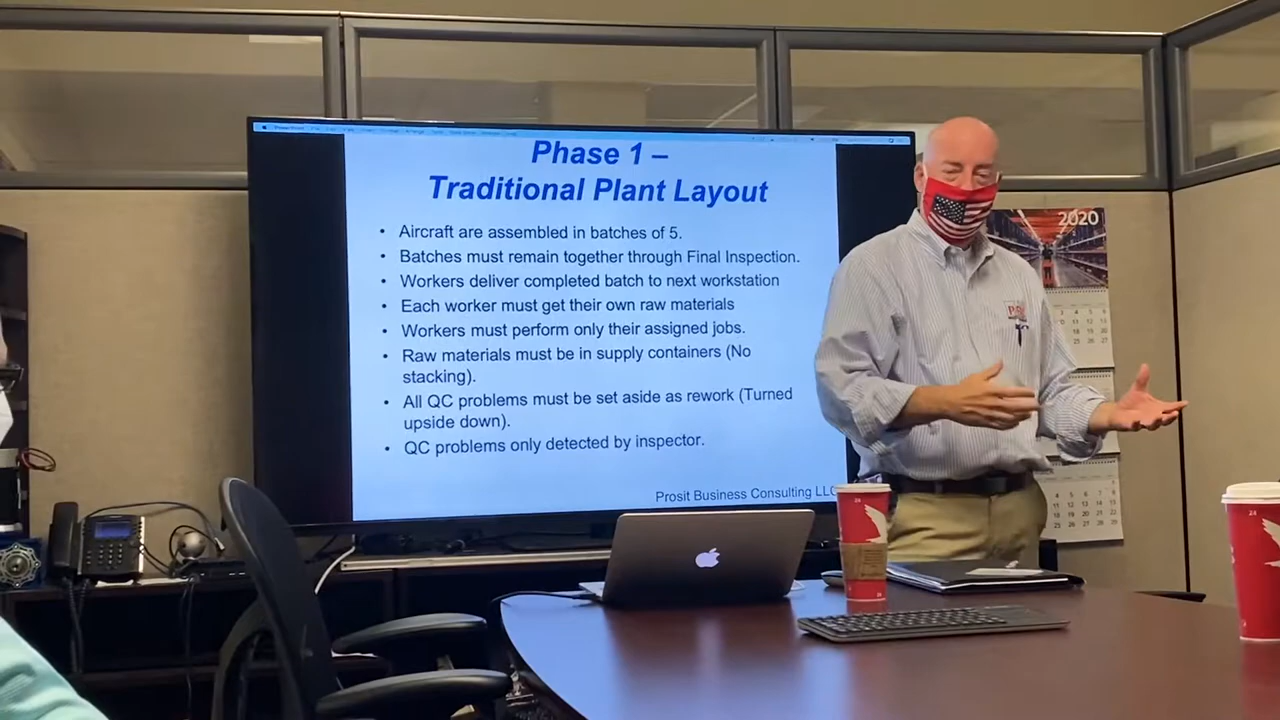 Phase 1 –
Traditional Plant Layout
• Aircraft are assembled in batches of 5.
• Batches must remain together through Final Inspection.
• Workers deliver completed batch to next workstation
• Each worker must get their own raw materials
• Workers must perform only their assigned jobs.
• Raw materials must be in supply containers (No
stacking).
• All QC problems must be set aside as rework (Turned
upside down).
• QC problems only detected by inspector.
Prosit Business Consulting LLC
2020